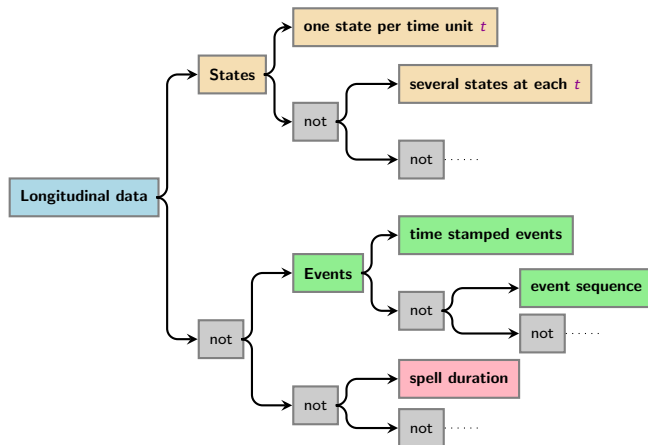 one state per time unit t
States
several states at each t
not
not ......
Longitudinal data
time stamped events
Events
event sequence
not
not ......
not
spell duration
not
not ......